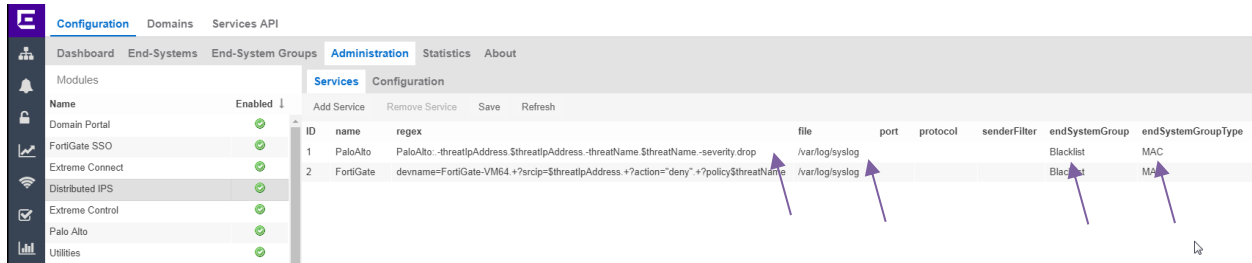 Configuration Domains Services API
Dashboard End-Systems End-System Groups Administration Statistics About
Modules
Name Enabled
Domain Portal
FortiGate SSO
Extreme Connect
Distributed IPS
Extreme Control
Palo Alto
Utilities
Services Configuration
Add Service Remove Service Save Refresh
ID name regex file port protocol senderFilter endSystemGroup endSystemGroupType
1 PaloAlto PaloAlto:.-threatIpAddress.$threatIpAddress.-threatName.$threatName.-severity.drop /var/log/syslog Blacklist MAC
2 FortiGate devname=FortiGate-VM64.+?srcip=$threatIpAddress.+?action="deny".+?policy$threatName /var/log/syslog Blacklist MAC